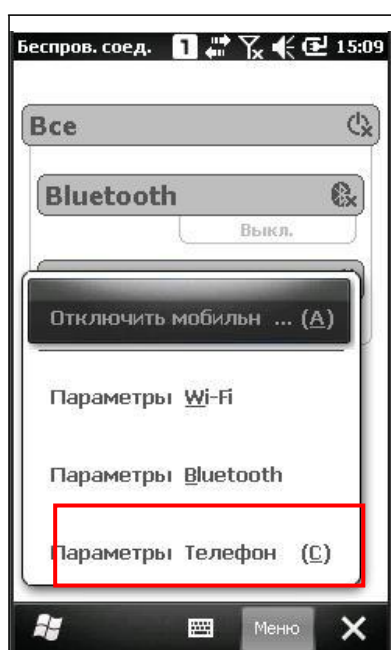 Беспров. соед. 1 15:09
Все
Bluetooth
Выкл.
Отключить мобильн ... (A)
Параметры Wi-Fi
Параметры Bluetooth
Параметры Телефон (C)
Меню